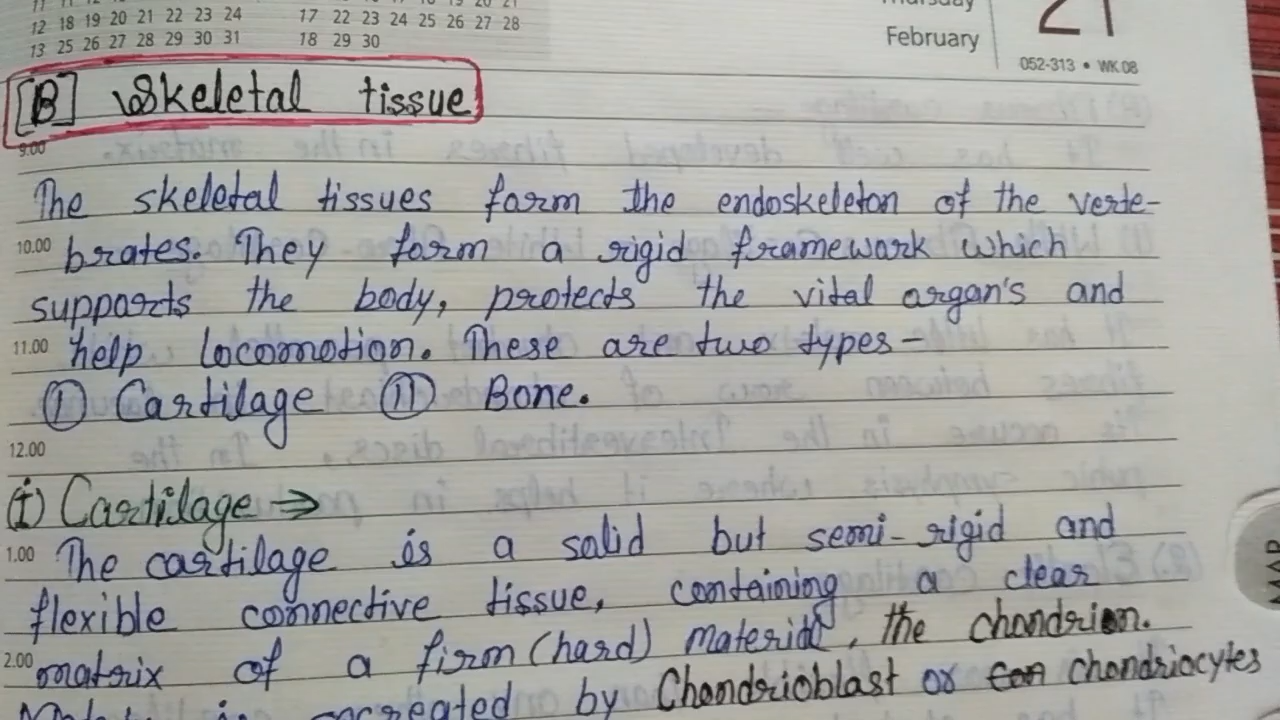 12 18 19 20 21 22 23 24 17 22 23 24 25 26 27 28
13 25 26 27 28 29 30 31 18 29 30
February
21
052-313 • WK 08
[B] Skeletal tissue
9.00
The skeletal tissues form the endoskeleton of the verte-
10.00 brates. They form a rigid framework which
supports the body, protects the vital argan's and
11.00 help locomotion. These are two types -
(I) Cartilage (II) Bone.
12.00
(I) Cartilage ⇒
1.00 The cartilage is a solid but semi-rigid and
flexible connective tissue, containing a clear
2.00 matrix of a firm (hard) material, the chondrion.
by Chondrioblast or chondriocytes
MAR